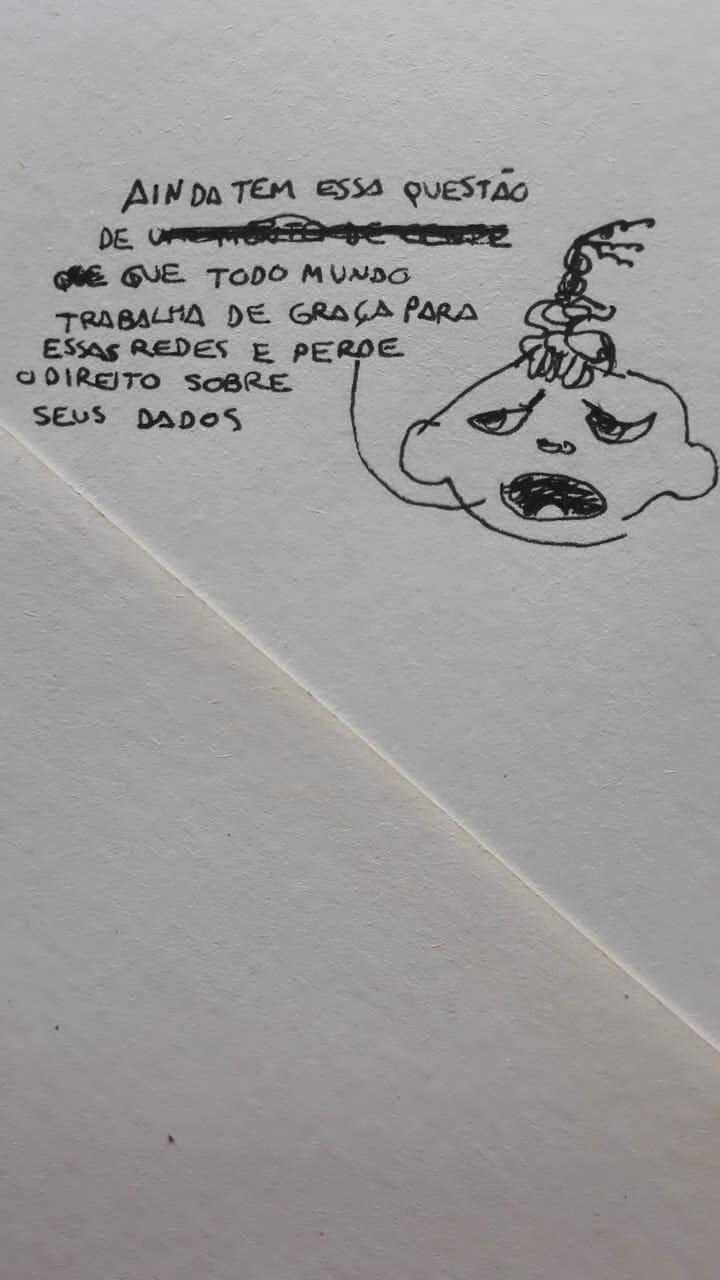 AINDA TEM ESSA QUESTÃO
DE
QUE TODO MUNDO
TRABALHA DE GRAÇA PARA
ESSAS REDES E PERDE
O DIREITO SOBRE
SEUS DADOS